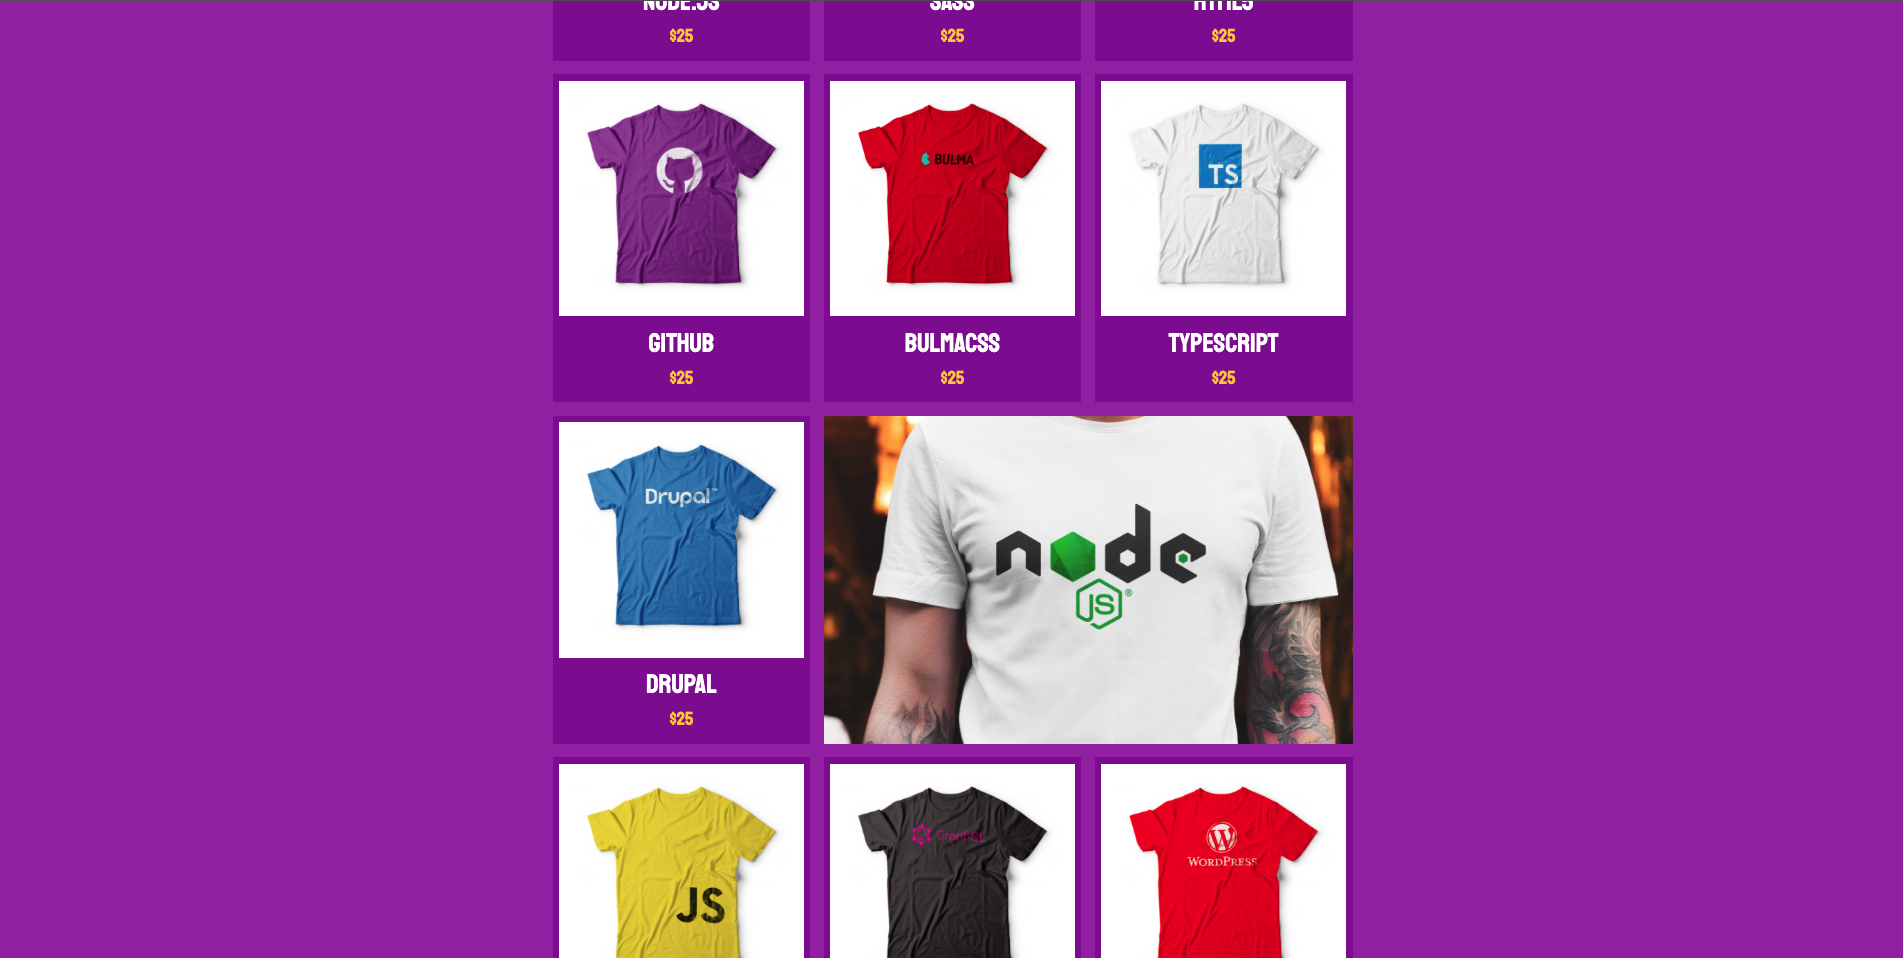 NODE.JS
SASS
HTML5
$25
$25
$25
BULMA
TS
GITHUB
BULMACSS
TYPESCRIPT
$25
$25
$25
Drupal™
node
JS®
DRUPAL
$25
JS
GraphQL
WORDPRESS